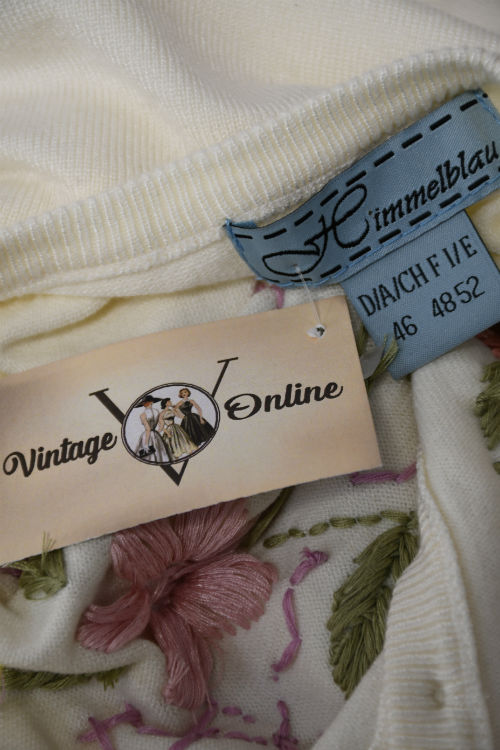 Himmelblau
D/A/CH F I/E
46 48 52
Vintage V Online